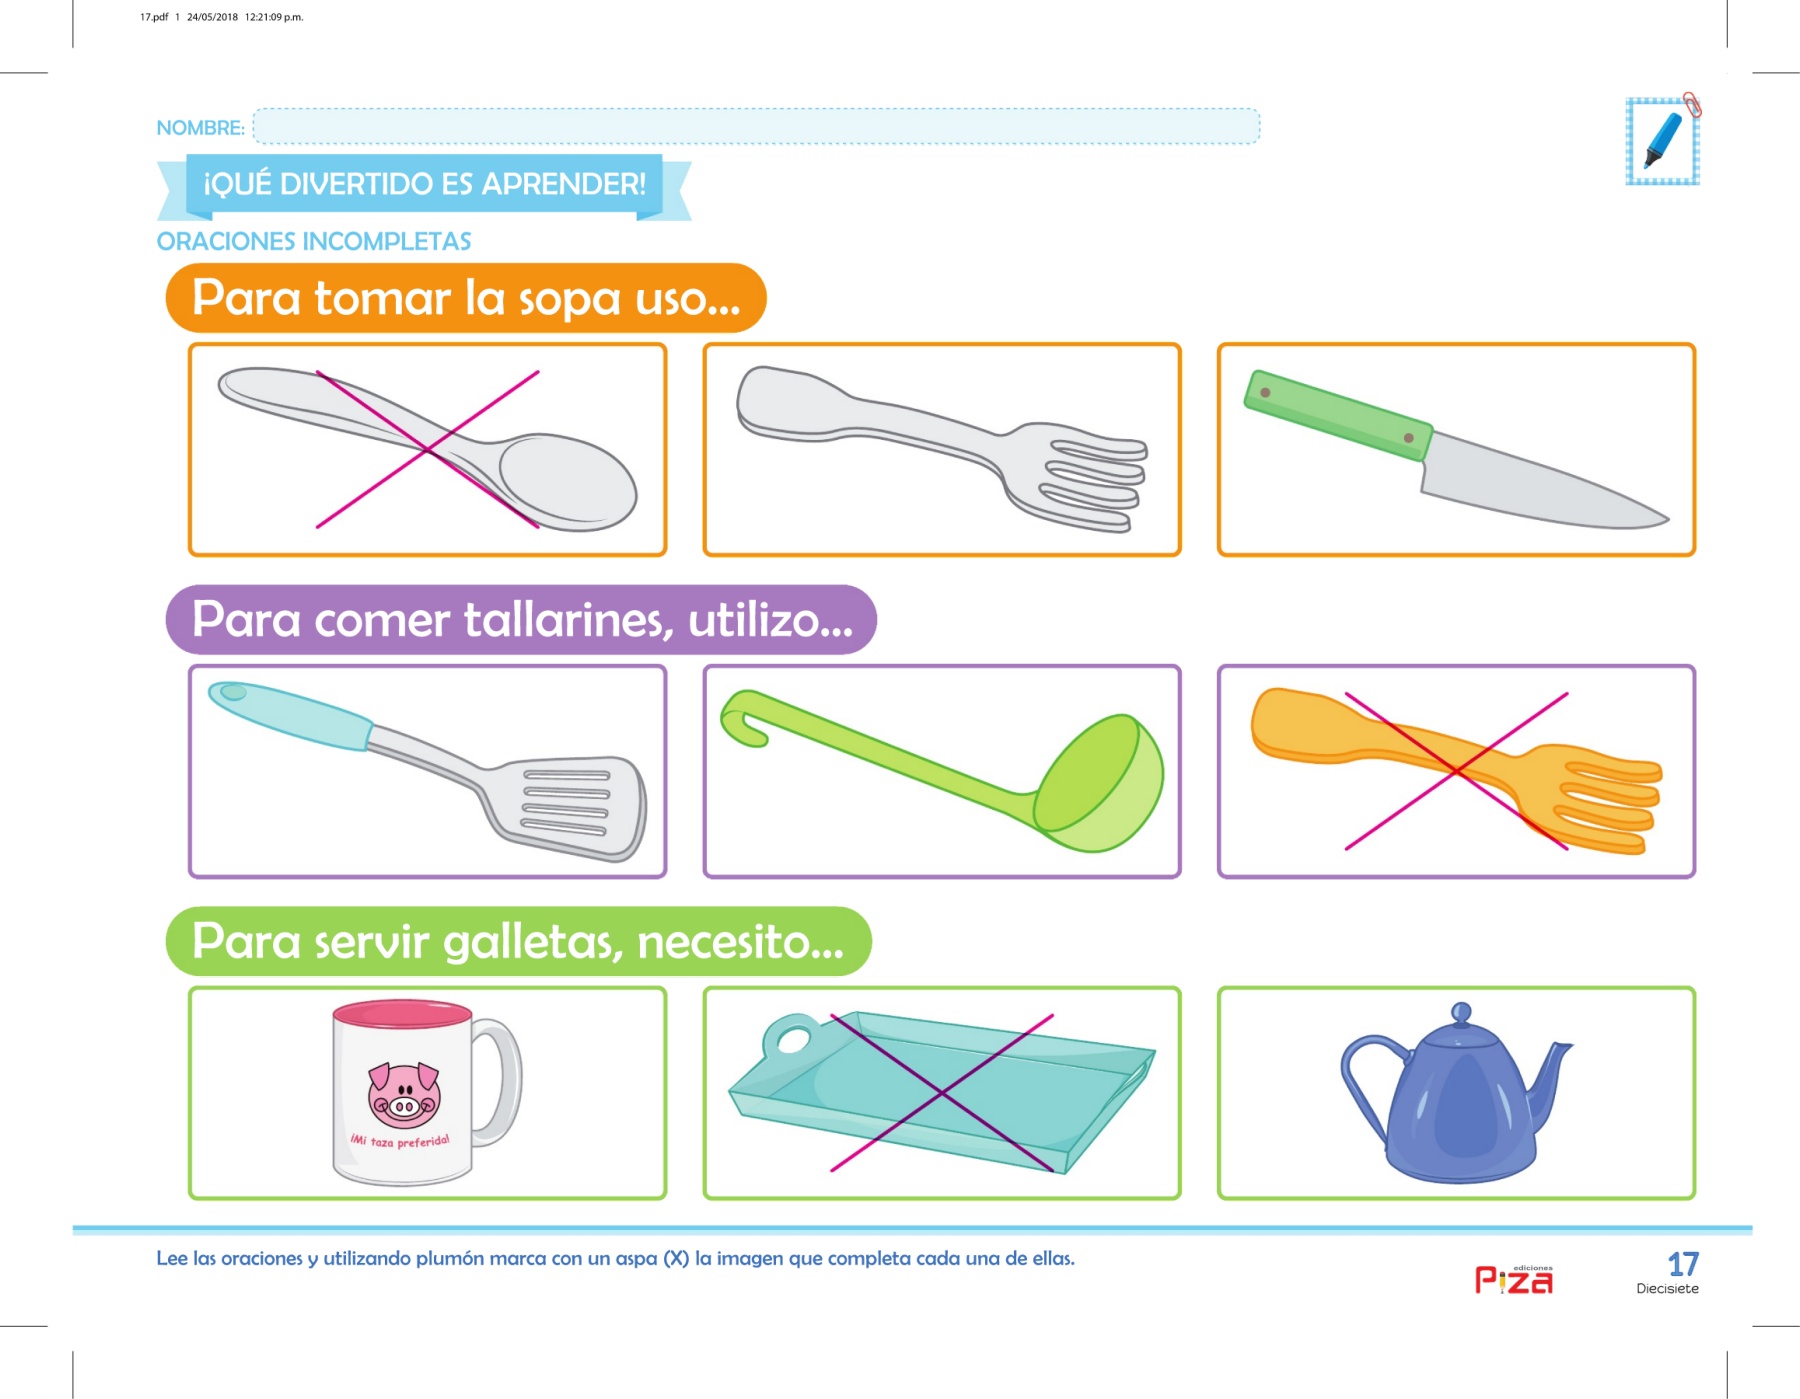 17.pdf 1 24/05/2018 12:21:09 p.m.
NOMBRE:
¡QUÉ DIVERTIDO ES APRENDER!
ORACIONES INCOMPLETAS
Para tomar la sopa uso...
Para comer tallarines, utilizo...
Para servir galletas, necesito...
¡Mi taza preferida!
Lee las oraciones y utilizando plumón marca con un aspa (X) la imagen que completa cada una de ellas.
ediciones
Piza
17
Diecisiete